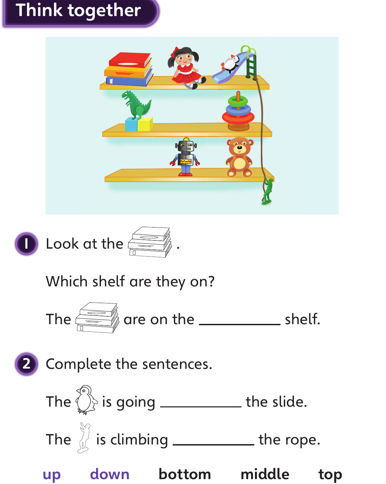 Think together
1 Look at the .
Which shelf are they on?
The are on the __________ shelf.
2 Complete the sentences.
The is going __________ the slide.
The is climbing __________ the rope.
up down bottom middle top